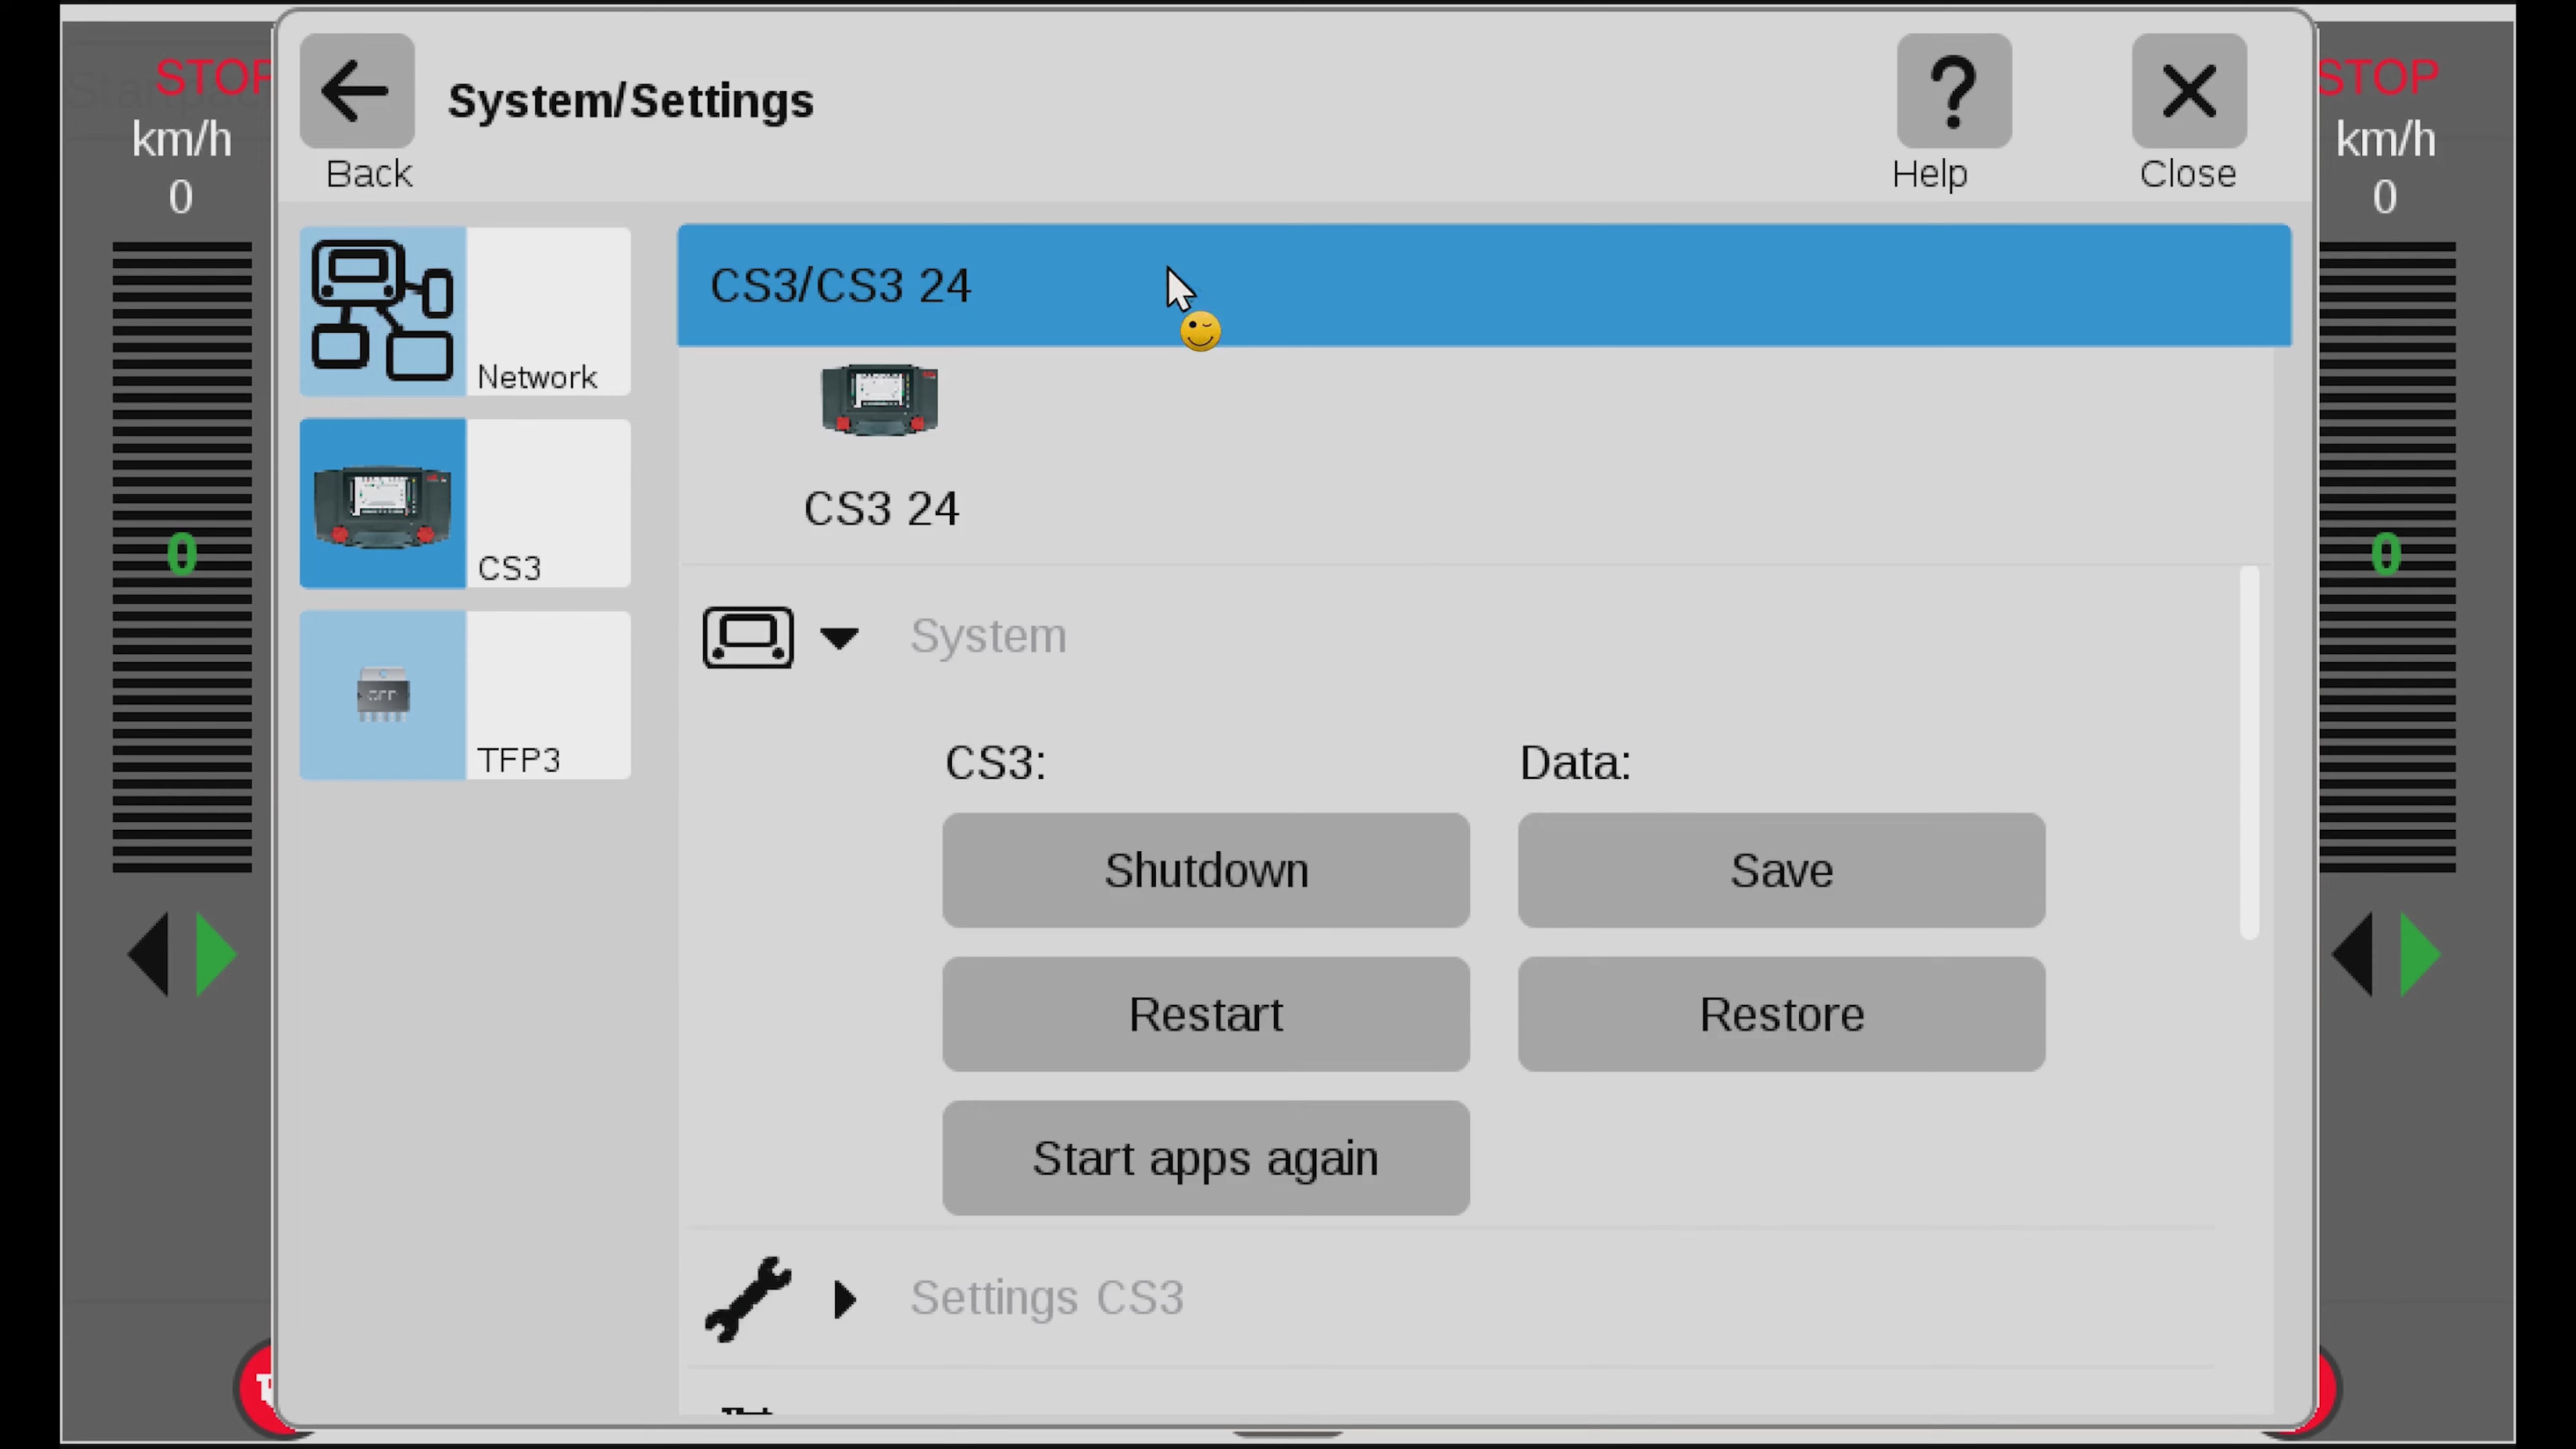 STOP
km/h
0
0
Back
System/Settings
Help
Close
STOP
km/h
0
0
Network
CS3
TFP3
CS3/CS3 24
CS3 24
System
CS3:
Data:
Shutdown
Save
Restart
Restore
Start apps again
Settings CS3